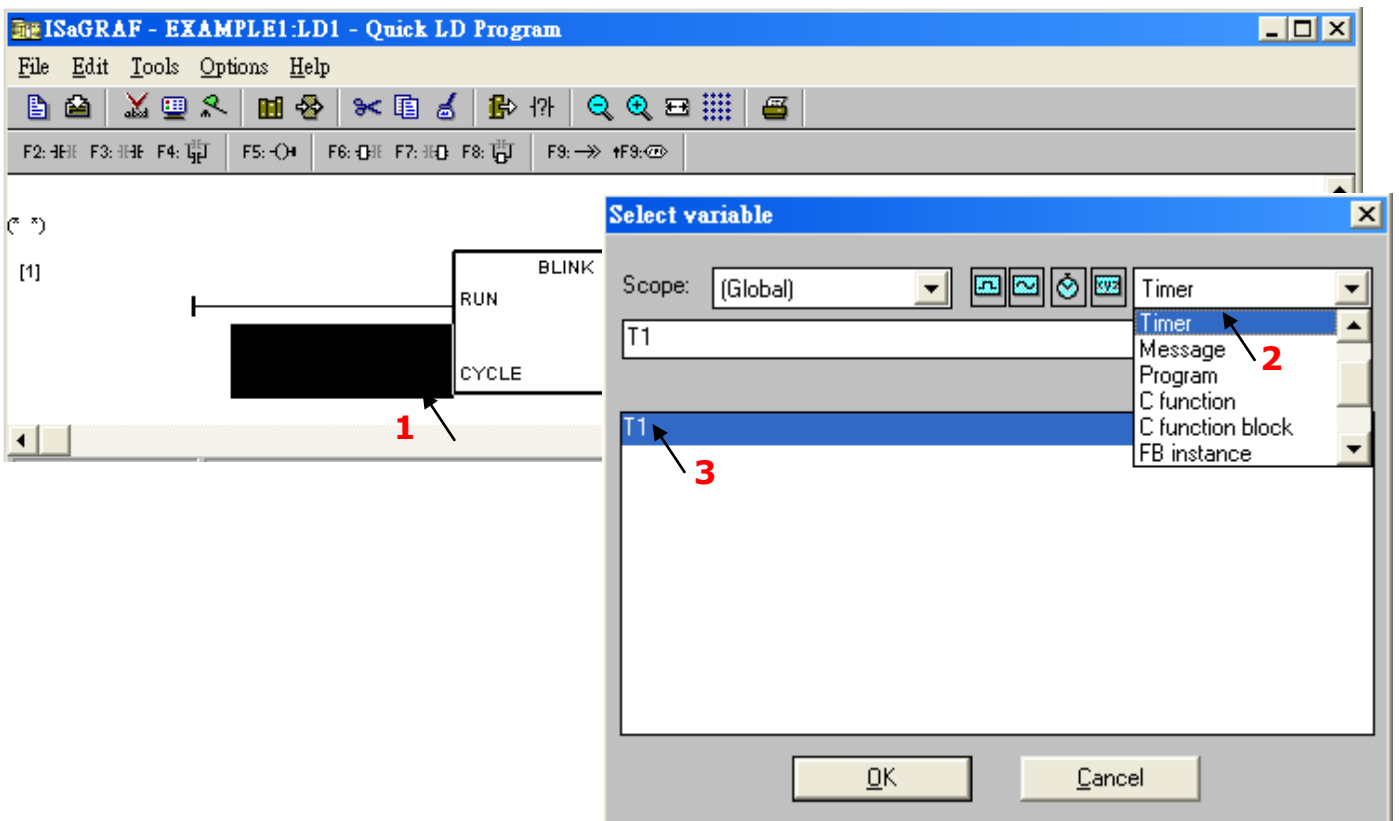 ISaGRAF - EXAMPLE1:LD1 - Quick LD Program
File Edit Tools Options Help
F2: F3: F4: F5: F6: F7: F8: F9: ↑F9:
(* *)
[1]
BLINK
RUN
CYCLE
1
Select variable
Scope: (Global) Timer
T1
Timer
Message
Program
C function
C function block
FB instance
2
T1
3
OK Cancel